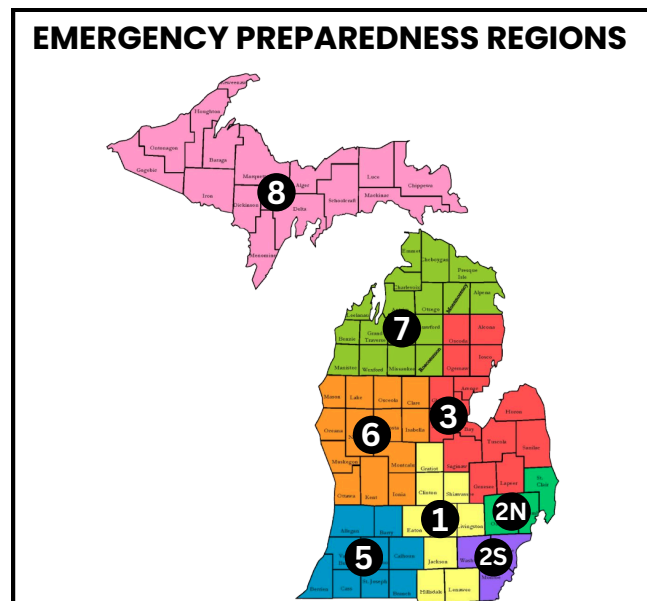 EMERGENCY PREPAREDNESS REGIONS
Houghton
Ontonagon
Baraga
Gogebic
Iron
Marquette
Alger
Luce
Chippewa
Dickinson
8
Schoolcraft
Mackinac
Delta
Menominee
Emmet
Cheboygan
Presque
Isle
Charlevoix
Otsego
Montmorency
Alpena
7
Grand
Traverse
Crawford
Oscoda
Alcona
Benzie
Manistee
Wexford
Missaukee
Roscommon
Ogemaw
Iosco
Mason
Lake
Osceola
Clare
Arenac
3
Huron
Oceana
6
Isabella
Bay
Tuscola
Sanilac
Muskegon
Montcalm
Gratiot
Saginaw
Ottawa
Kent
Ionia
Clinton
Shiawassee
Genesee
Lapeer
St.
Clair
2N
Allegan
Barry
Eaton
1
Livingston
5
Calhoun
Jackson
2S
Berrien
Cass
St. Joseph
Branch
Hillsdale
Lenawee